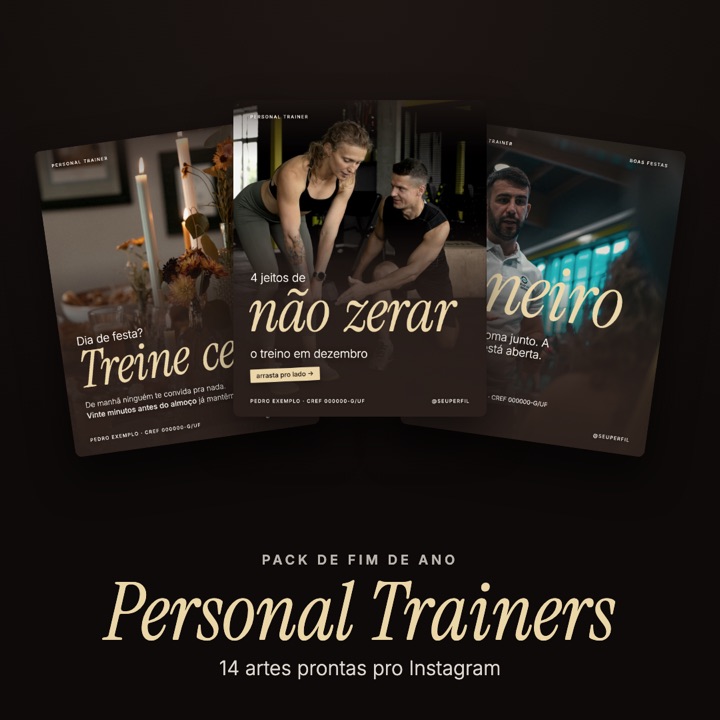 PERSONAL TRAINER
Dia de festa?
Treine ce
De manhã ninguém te convida pra nada.
Vinte minutos antes do almoço já mantêm
PEDRO EXEMPLO · CREF 000000-G/UF
PERSONAL TRAINER
4 jeitos de
não zerar
o treino em dezembro
arrasta pro lado →
PEDRO EXEMPLO · CREF 000000-G/UF
@SEUPERFIL
TRAINER
BOAS FESTAS
neiro
oma junto. A
está aberta.
CREF 000000-G/UF
@SEUPERFIL
PACK DE FIM DE ANO
Personal Trainers
14 artes prontas pro Instagram